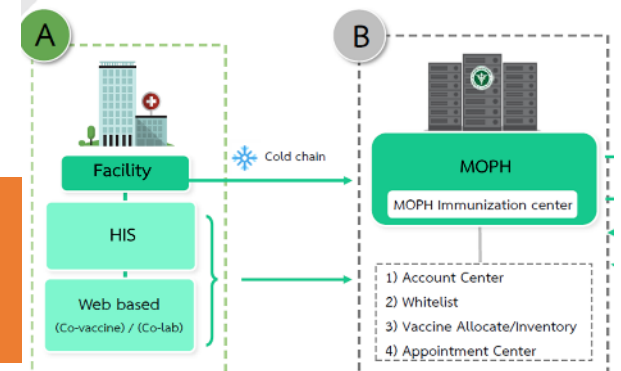 A
B
Facility
Cold chain
MOPH
MOPH Immunization center
HIS
Web based
(Co-vaccine) / (Co-lab)
1) Account Center
2) Whitelist
3) Vaccine Allocate/Inventory
4) Appointment Center